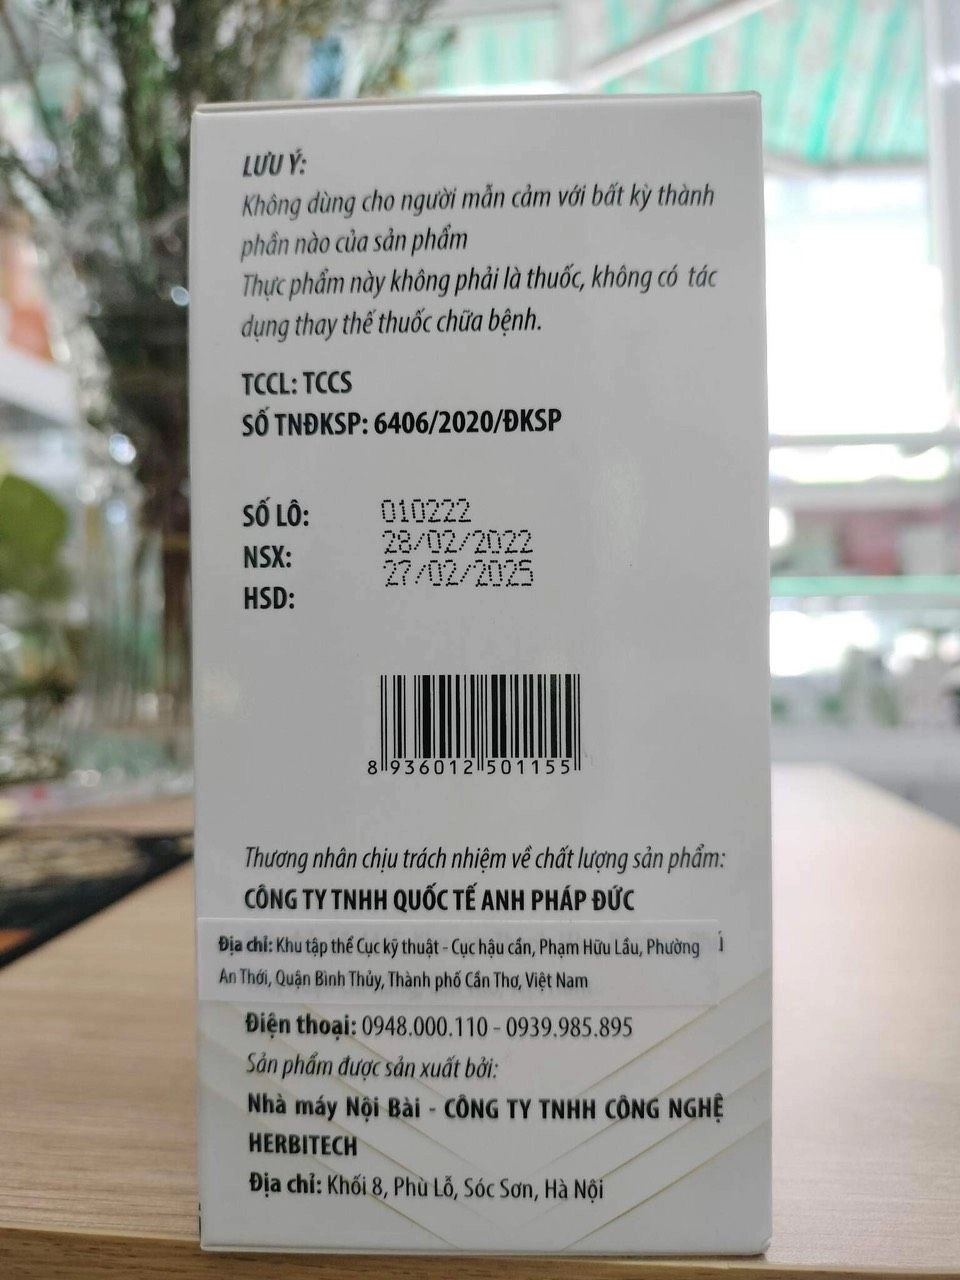 LƯU Ý:
Không dùng cho người mẫn cảm với bất kỳ thành
phần nào của sản phẩm
Thực phẩm này không phải là thuốc, không có tác
dụng thay thế thuốc chữa bệnh.
TCCL: TCCS
SỐ TNĐKSP: 6406/2020/ĐKSP
SỐ LÔ: 010222
NSX: 28/02/2022
HSD: 27/02/2025
8 936012 501155
Thương nhân chịu trách nhiệm về chất lượng sản phẩm:
CÔNG TY TNHH QUỐC TẾ ANH PHÁP ĐỨC
Địa chỉ: Khu tập thể Cục kỹ thuật - Cục hậu cần, Phạm Hữu Lầu, Phường
An Thới, Quận Bình Thủy, Thành phố Cần Thơ, Việt Nam
Điện thoại: 0948.000.110 - 0939.985.895
Sản phẩm được sản xuất bởi:
Nhà máy Nội Bài - CÔNG TY TNHH CÔNG NGHỆ
HERBITECH
Địa chỉ: Khối 8, Phù Lỗ, Sóc Sơn, Hà Nội